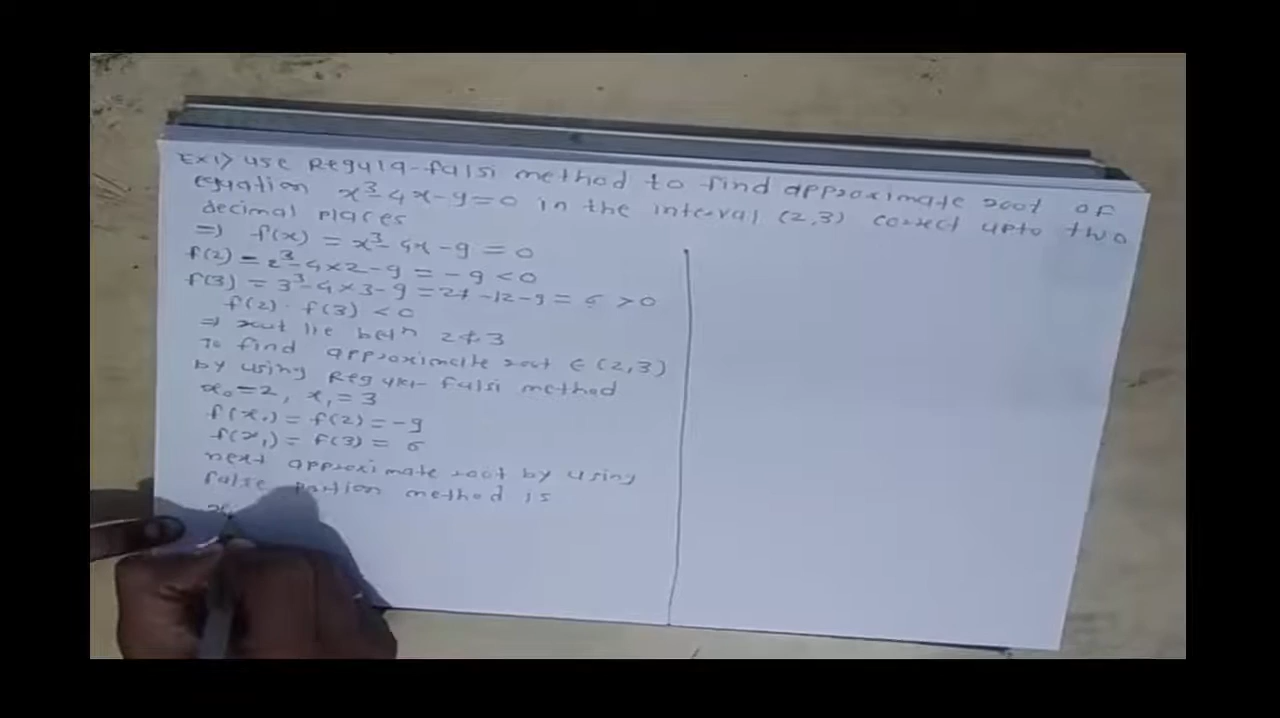 Ex1) use Regula-falsi method to find approximate root of
equation x³-4x-9=0 in the interval (2,3) correct upto two
decimal places
⇒ f(x) = x³-4x-9=0
f(2) = 2³-4×2-9 = -9 <0
f(3) = 3³-4×3-9 = 27-12-9 = 6 >0
f(2) · f(3) <0
⇒ root lie betn 2 & 3
To find approximate root ∈ (2,3)
by using Regular falsi method
x₀=2, x₁=3
f(x₀) = f(2) = -9
f(x₁) = f(3) = 6
next approximate root by using
false method is
x